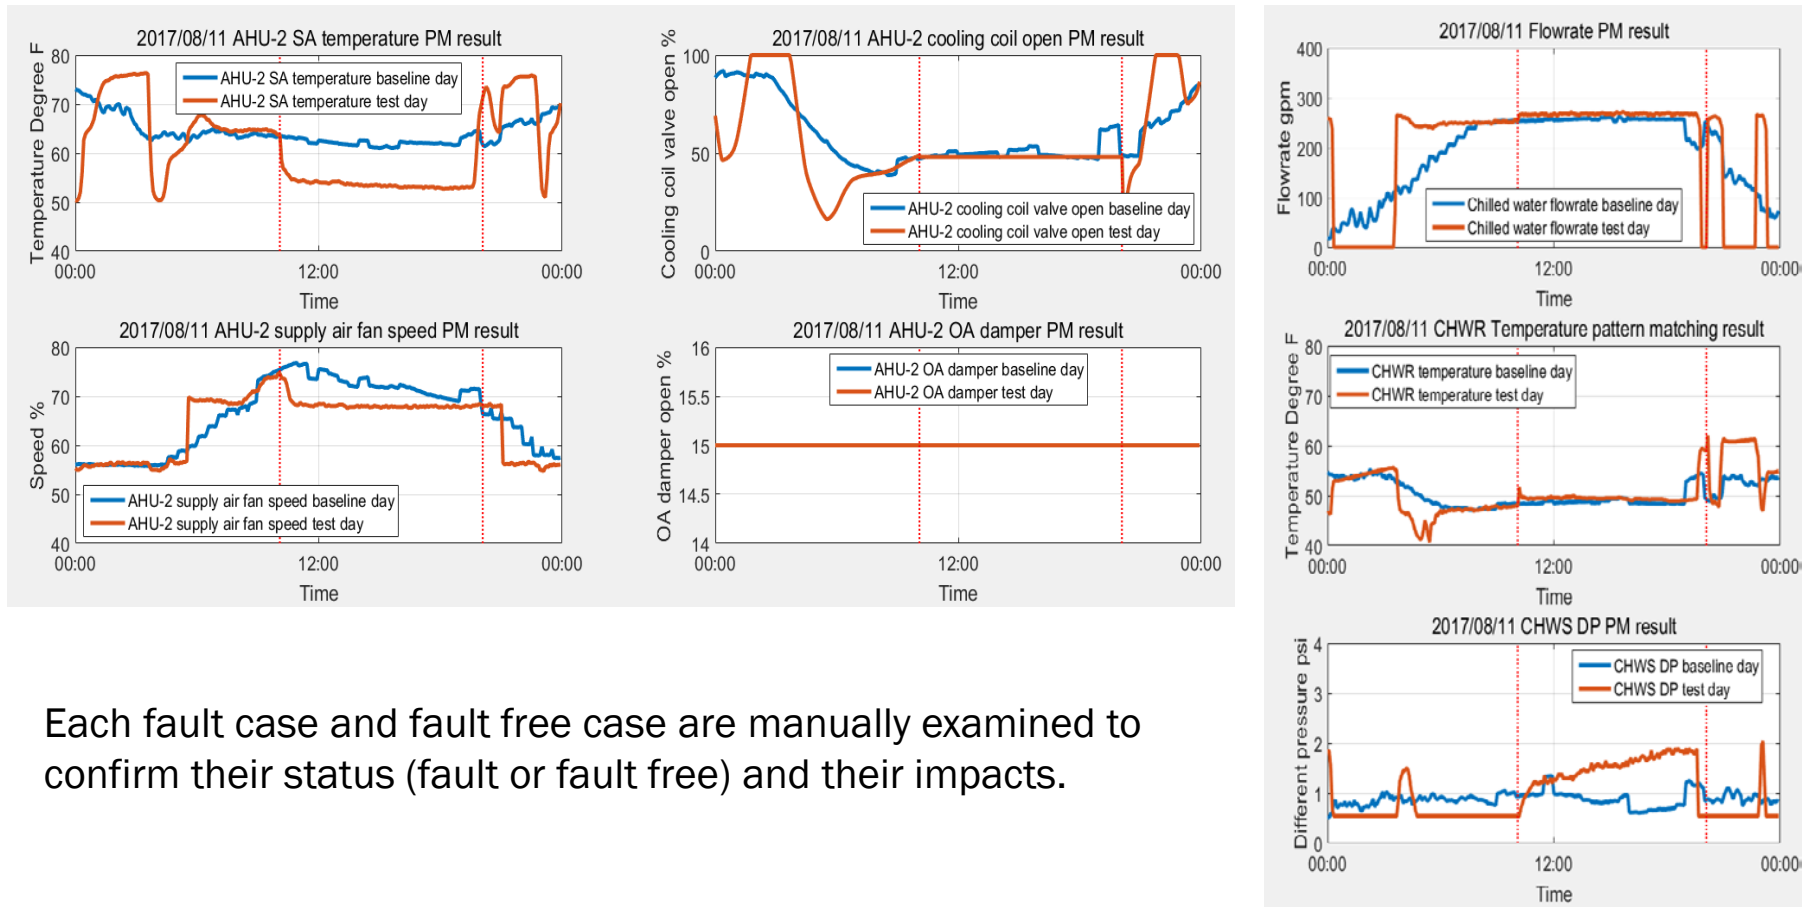 2017/08/11 AHU-2 SA temperature PM result
Temperature Degree F
80
70
60
50
40
AHU-2 SA temperature baseline day
AHU-2 SA temperature test day
00:00
12:00
00:00
Time
2017/08/11 AHU-2 cooling coil open PM result
Cooling coil valve open %
100
50
0
AHU-2 cooling coil valve open baseline day
AHU-2 cooling coil valve open test day
00:00
12:00
00:00
Time
2017/08/11 AHU-2 supply air fan speed PM result
Speed %
80
70
60
50
40
AHU-2 supply air fan speed baseline day
AHU-2 supply air fan speed test day
00:00
12:00
00:00
Time
2017/08/11 AHU-2 OA damper PM result
OA damper open %
16
15.5
15
14.5
14
AHU-2 OA damper baseline day
AHU-2 OA damper test day
00:00
12:00
00:00
Time
2017/08/11 Flowrate PM result
Flowrate gpm
400
300
200
100
0
Chilled water flowrate baseline day
Chilled water flowrate test day
00:00
12:00
00:00
Time
2017/08/11 CHWR Temperature pattern matching result
Temperature Degree F
80
70
60
50
40
CHWR temperature baseline day
CHWR temperature test day
00:00
12:00
00:00
Time
2017/08/11 CHWS DP PM result
Different pressure psi
4
3
2
1
0
CHWS DP baseline day
CHWS DP test day
00:00
12:00
00:00
Time
Each fault case and fault free case are manually examined to
confirm their status (fault or fault free) and their impacts.